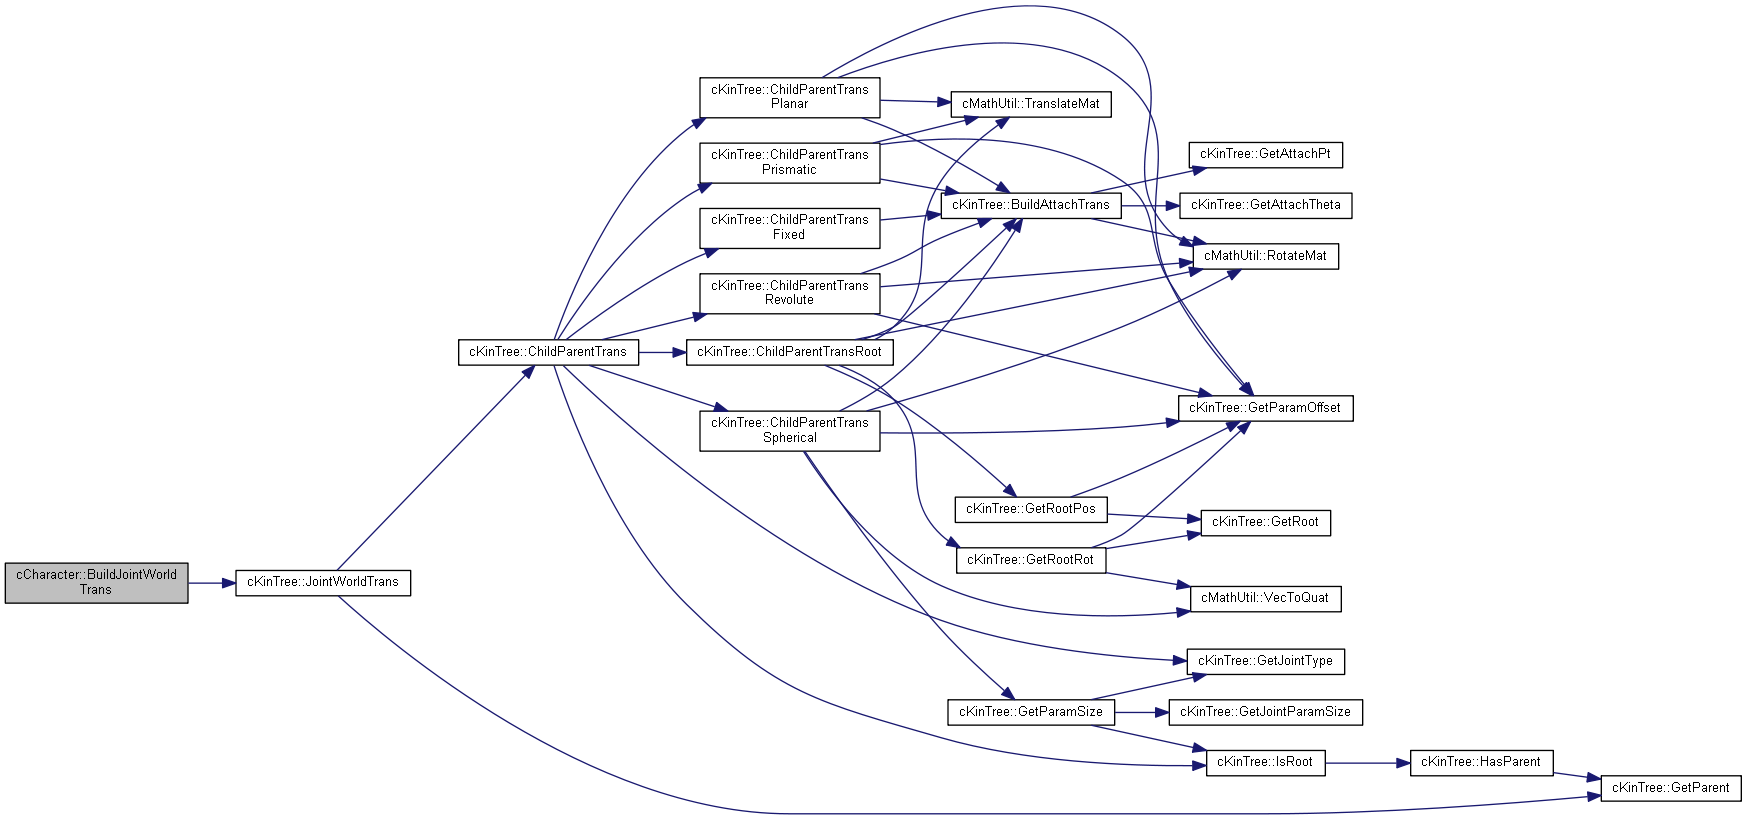 cKinTree::ChildParentTrans
Planar
cMathUtil::TranslateMat
cKinTree::ChildParentTrans
Prismatic
cKinTree::GetAttachPt
cKinTree::BuildAttachTrans
cKinTree::GetAttachTheta
cKinTree::ChildParentTrans
Fixed
cMathUtil::RotateMat
cKinTree::ChildParentTrans
Revolute
cKinTree::ChildParentTrans
cKinTree::ChildParentTransRoot
cKinTree::GetParamOffset
cKinTree::ChildParentTrans
Spherical
cKinTree::GetRootPos
cKinTree::GetRoot
cKinTree::GetRootRot
cCharacter::BuildJointWorld
Trans
cKinTree::JointWorldTrans
cMathUtil::VecToQuat
cKinTree::GetJointType
cKinTree::GetParamSize
cKinTree::GetJointParamSize
cKinTree::IsRoot
cKinTree::HasParent
cKinTree::GetParent